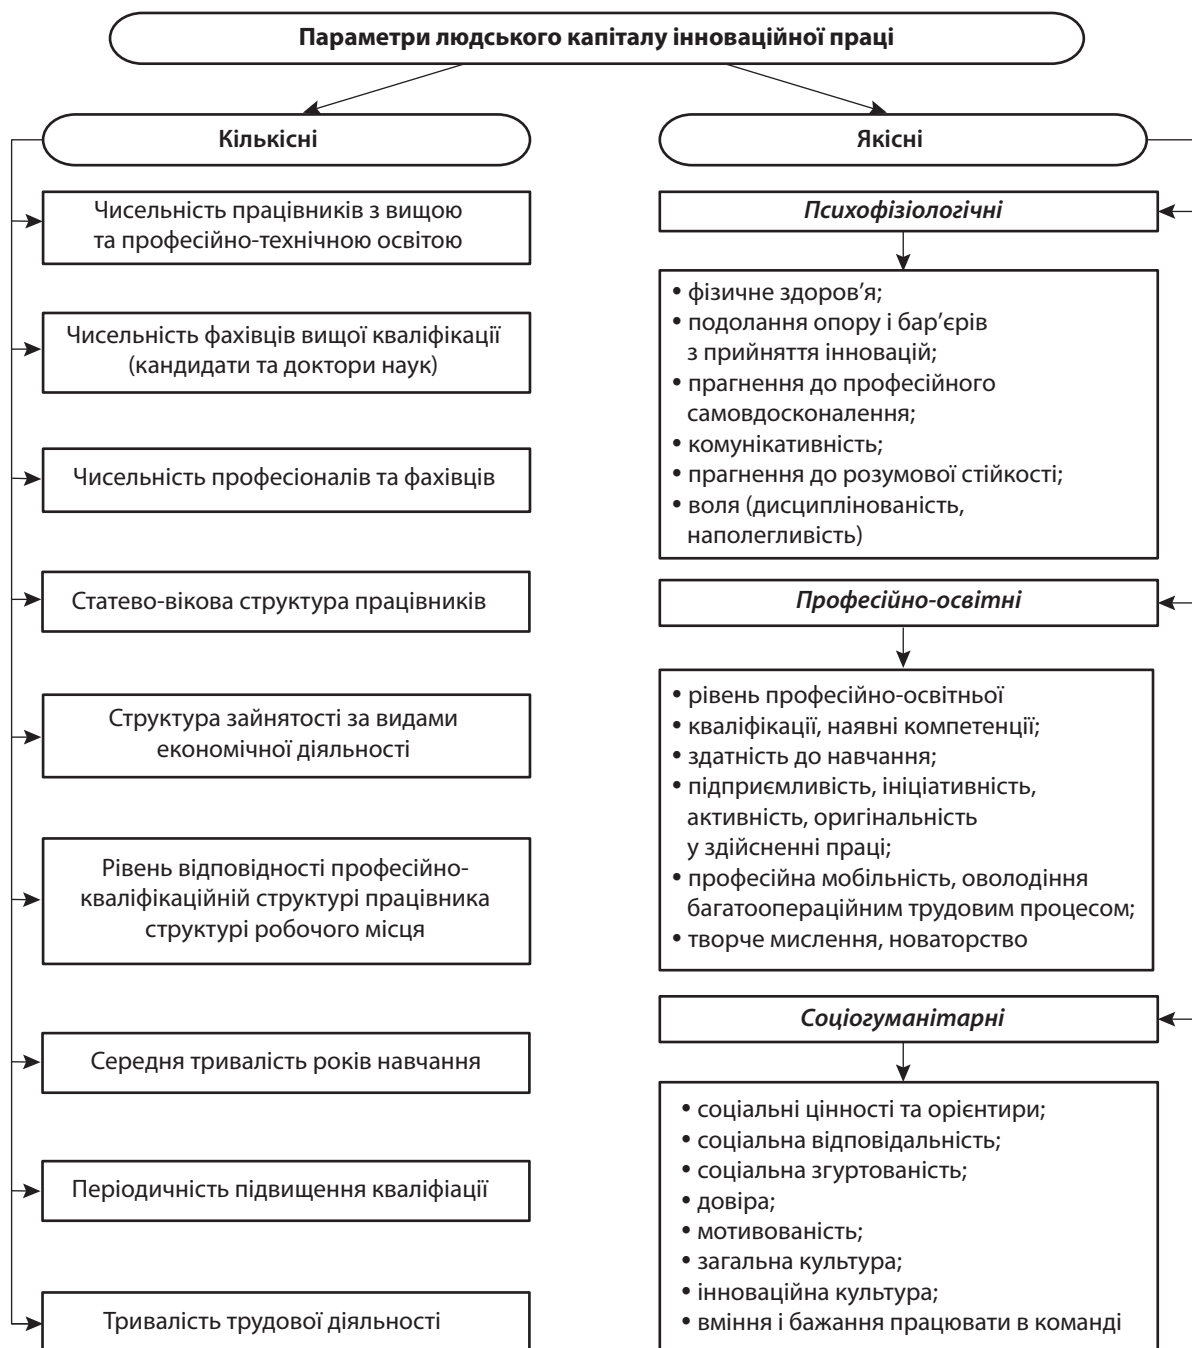 Параметри людського капіталу інноваційної праці
Кількісні
Чисельність працівників з вищою
та професійно-технічною освітою
Чисельність фахівців вищої кваліфікації
(кандидати та доктори наук)
Чисельність професіоналів та фахівців
Статево-вікова структура працівників
Структура зайнятості за видами
економічної діяльності
Рівень відповідності професійно-
кваліфікаційній структурі працівника
структурі робочого місця
Середня тривалість років навчання
Періодичність підвищення кваліфіації
Тривалість трудової діяльності
Якісні
Психофізіологічні
• фізичне здоров’я;
• подолання опору і бар’єрів
з прийняття інновацій;
• прагнення до професійного
самовдосконалення;
• комунікативність;
• прагнення до розумової стійкості;
• воля (дисциплінованість,
наполегливість)
Професійно-освітні
• рівень професійно-освітньої
• кваліфікації, наявні компетенції;
• здатність до навчання;
• підприємливість, ініціативність,
активність, оригінальність
у здійсненні праці;
• професійна мобільність, оволодіння
багатоопераційним трудовим процесом;
• творче мислення, новаторство
Соціогуманітарні
• соціальні цінності та орієнтири;
• соціальна відповідальність;
• соціальна згуртованість;
• довіра;
• мотивованість;
• загальна культура;
• інноваційна культура;
• вміння і бажання працювати в команді